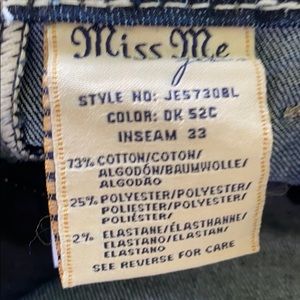 Miss Me
STYLE NO: JE5730BL
COLOR: DK 52C
INSEAM 33
73% COTTON/COTON/
ALGODÓN/BAUMWOLLE/
ALGODÃO
25% POLYESTER/POLYESTER/
POLIESTER/POLYESTER/
POLIÉSTER/
2% ELASTANE/ÉLASTHANNE/
ELASTANO/ELASTAN/
ELASTANO
SEE REVERSE FOR CARE